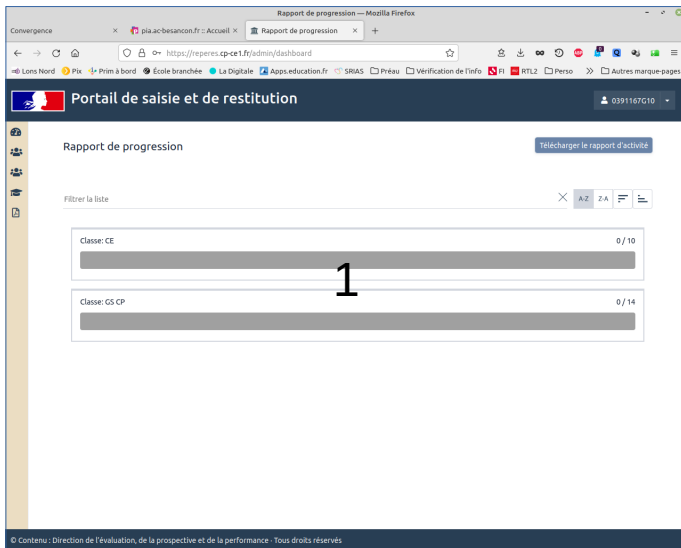 Rapport de progression — Mozilla Firefox
Convergence × pia.ac-besancon.fr :: Accueil × Rapport de progression × +
https://reperes.cp-ce1.fr/admin/dashboard
Lons Nord Pix Prim à bord École branchée La Digitale Apps.education.fr SRIAS Préau Vérification de l'info FI RTL2 Perso Autres marque-pages
Portail de saisie et de restitution
0391167G10
Rapport de progression
Télécharger le rapport d'activité
Filtrer la liste
A-Z Z-A
Classe: CE 0 / 10
1
Classe: GS CP 0 / 14
© Contenu : Direction de l'évaluation, de la prospective et de la performance · Tous droits réservés